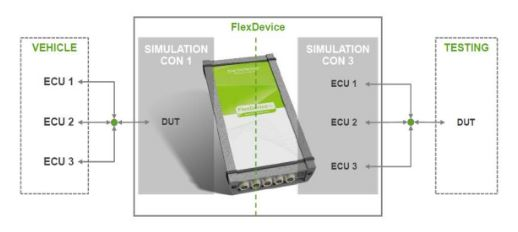 FlexDevice
VEHICLE
SIMULATION
CON 1
SIMULATION
CON 3
TESTING
ECU 1
ECU 2
ECU 3
DUT
FlexDevice
ECU 1
ECU 2
ECU 3
DUT